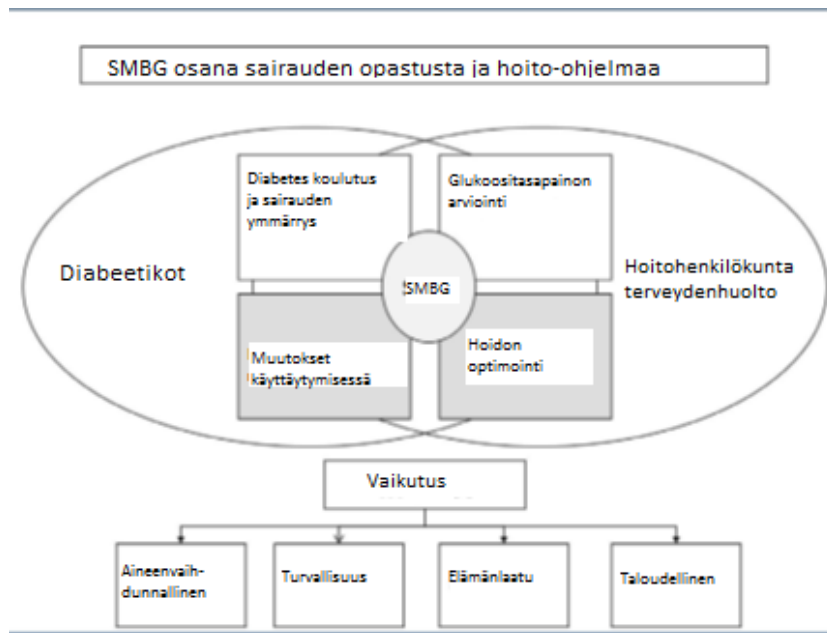 SMBG osana sairauden opastusta ja hoito-ohjelmaa
Diabetes koulutus
ja sairauden
ymmärrys
Glukoositasapainon
arviointi
Diabeetikot
SMBG
Hoitohenkilökunta
terveydenhuolto
Muutokset
käyttäytymisessä
Hoidon
optimointi
Vaikutus
Aineenvaih-
dunnallinen
Turvallisuus
Elämänlaatu
Taloudellinen